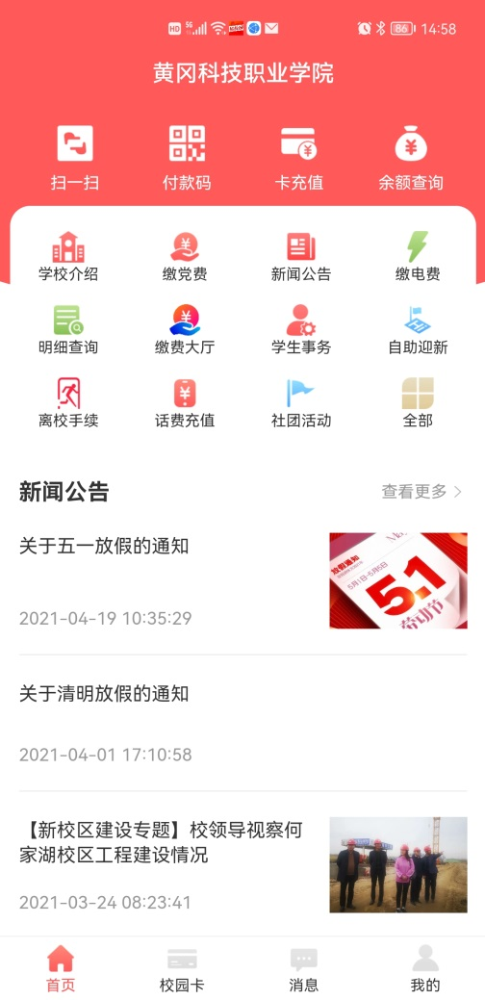 HD 5G 86 14:58
黄冈科技职业学院
扫一扫 付款码 卡充值 余额查询
学校介绍 缴党费 新闻公告 缴电费
明细查询 缴费大厅 学生事务 自助迎新
离校手续 话费充值 社团活动 全部
新闻公告 查看更多
关于五一放假的通知
放假通知
5月1日-5月5日
5.1
劳动节
2021-04-19 10:35:29
关于清明放假的通知
2021-04-01 17:10:58
【新校区建设专题】校领导视察何
家湖校区工程建设情况
2021-03-24 08:23:41
首页 校园卡 消息 我的